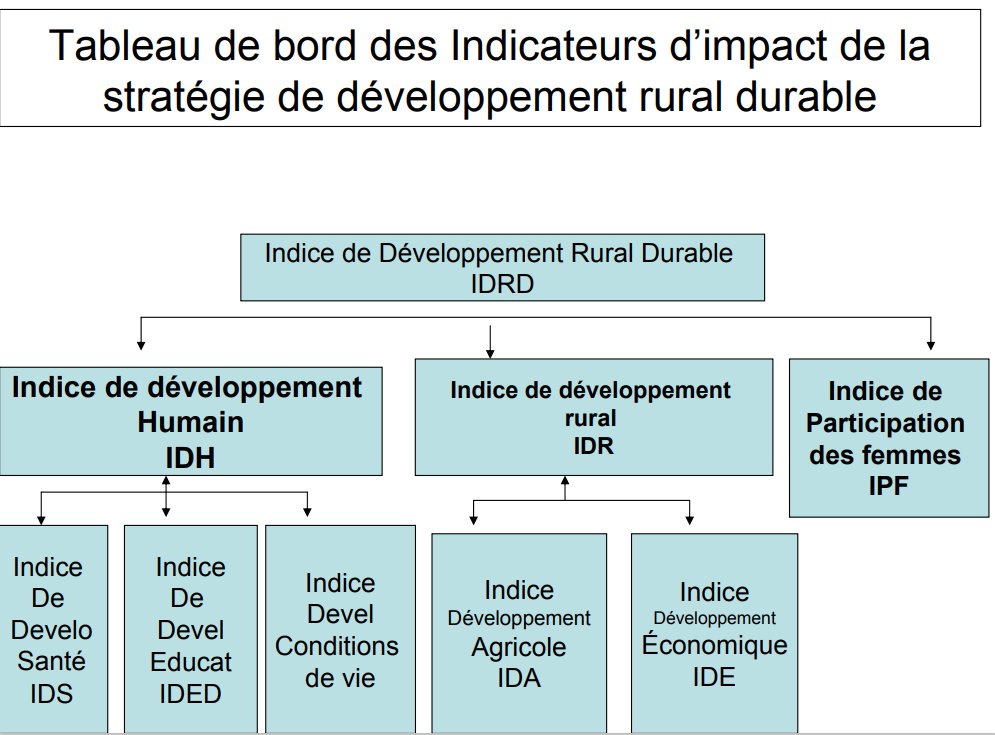 Tableau de bord des Indicateurs d’impact de la
stratégie de développement rural durable
Indice de Développement Rural Durable
IDRD
Indice de développement
Humain
IDH
Indice de développement
rural
IDR
Indice de
Participation
des femmes
IPF
Indice
De
Develo
Santé
IDS
Indice
De
Devel
Educat
IDED
Indice
Devel
Conditions
de vie
Indice
Développement
Agricole
IDA
Indice
Développement
Économique
IDE